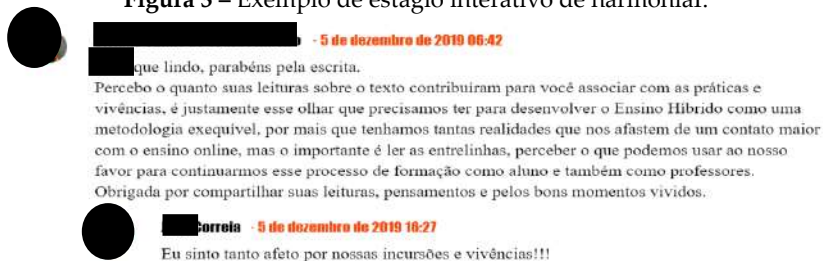 Figura 3 – Exemplo de estágio interativo de harmoniar.
- 5 de dezembro de 2019 06:42
que lindo, parabéns pela escrita.
Percebo o quanto suas leituras sobre o texto contribuiram para você associar com as práticas e
vivências, é justamente esse olhar que precisamos ter para desenvolver o Ensino Híbrido como uma
metodologia exequível, por mais que tenhamos tantas realidades que nos afastem de um contato maior
com o ensino online, mas o importante é ler as entrelinhas, perceber o que podemos usar ao nosso
favor para continuarmos esse processo de formação como aluno e também como professores.
Obrigada por compartilhar suas leituras, pensamentos e pelos bons momentos vividos.
Correia - 5 de dezembro de 2019 16:27
Eu sinto tanto afeto por nossas incursões e vivências!!!